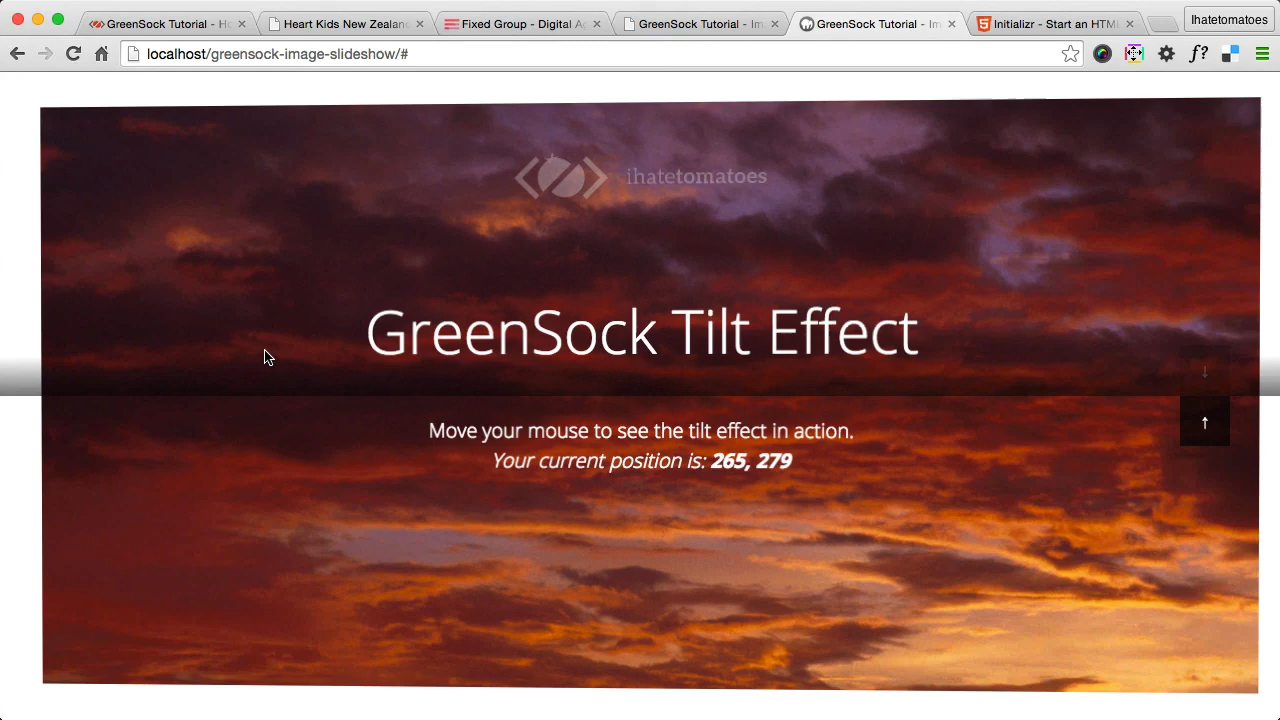 GreenSock Tutorial - Ho
Heart Kids New Zealand
Fixed Group - Digital Ag
GreenSock Tutorial - Im
GreenSock Tutorial - Im
Initializr - Start an HTML
Ihatetomatoes
localhost/greensock-image-slideshow/#
f?
ihatetomatoes
GreenSock Tilt Effect
↓
↑
Move your mouse to see the tilt effect in action.
Your current position is: 265, 279